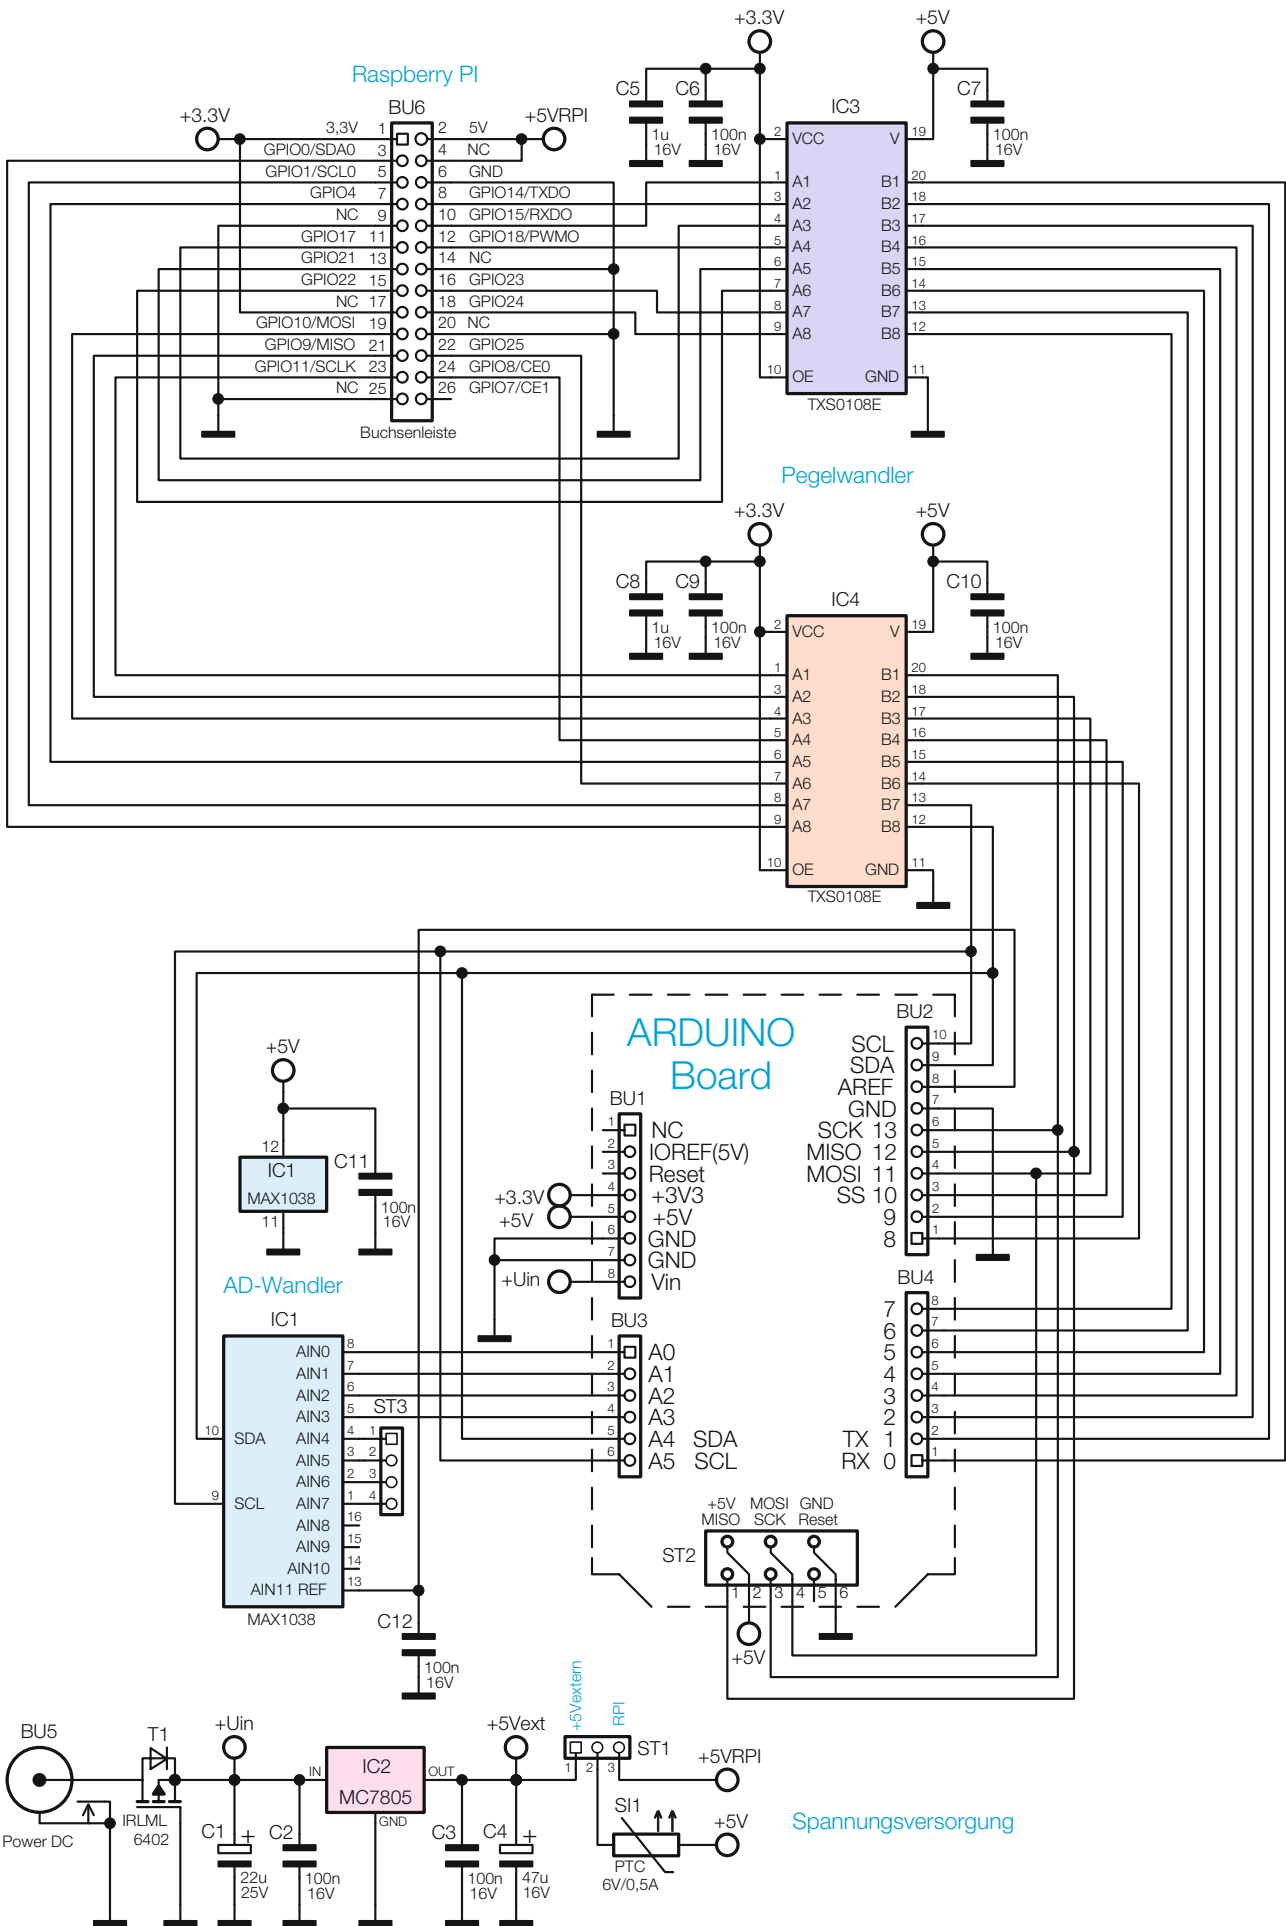 +3.3V
+5V
Raspberry PI
BU6
+3.3V
+5VRPI
3,3V 1
2 5V
GPIO0/SDA0 3
4 NC
GPIO1/SCL0 5
6 GND
GPIO4 7
8 GPIO14/TXDO
NC 9
10 GPIO15/RXDO
GPIO17 11
12 GPIO18/PWMO
GPIO21 13
14 NC
GPIO22 15
16 GPIO23
NC 17
18 GPIO24
GPIO10/MOSI 19
20 NC
GPIO9/MISO 21
22 GPIO25
GPIO11/SCLK 23
24 GPIO8/CE0
NC 25
26 GPIO7/CE1
Buchsenleiste
C5
1u
16V
C6
100n
16V
C7
100n
16V
IC3
2 VCC
V 19
1 A1
B1 20
3 A2
B2 18
4 A3
B3 17
5 A4
B4 16
6 A5
B5 15
7 A6
B6 14
8 A7
B7 13
9 A8
B8 12
10 OE
GND 11
TXS0108E
Pegelwandler
+3.3V
+5V
C8
1u
16V
C9
100n
16V
C10
100n
16V
IC4
2 VCC
V 19
1 A1
B1 20
3 A2
B2 18
4 A3
B3 17
5 A4
B4 16
6 A5
B5 15
7 A6
B6 14
8 A7
B7 13
9 A8
B8 12
10 OE
GND 11
TXS0108E
ARDUINO
Board
BU2
SCL 10
SDA 9
AREF 8
GND 7
SCK 13 6
MISO 12 5
MOSI 11 4
SS 10 3
9 2
8 1
BU1
1 NC
2 IOREF(5V)
3 Reset
+3.3V 4 +3V3
+5V 5 +5V
6 GND
7 GND
+Uin 8 Vin
BU4
7 8
6 7
5 6
4 5
3 4
2 3
TX 1 2
RX 0 1
BU3
1 A0
2 A1
3 A2
4 A3
5 A4 SDA
6 A5 SCL
+5V
12
IC1
MAX1038
11
C11
100n
16V
AD-Wandler
IC1
AIN0 8
AIN1 7
AIN2 6
AIN3 5
10 SDA
AIN4 4
AIN5 3
AIN6 2
9 SCL
AIN7 1
AIN8 16
AIN9 15
AIN10 14
AIN11 REF 13
MAX1038
ST3
1
2
3
4
C12
100n
16V
+5V MOSI GND
MISO SCK Reset
ST2
1 2 3 4 5 6
+5V
BU5
Power DC
T1
IRLML
6402
+Uin
C1
+
22u
25V
C2
100n
16V
IN
IC2
MC7805
OUT
GND
C3
100n
16V
+5Vext
C4
+
47u
16V
+5Vextern
RPI
ST1
1 2 3
+5VRPI
SI1
PTC
6V/0,5A
+5V
Spannungsversorgung